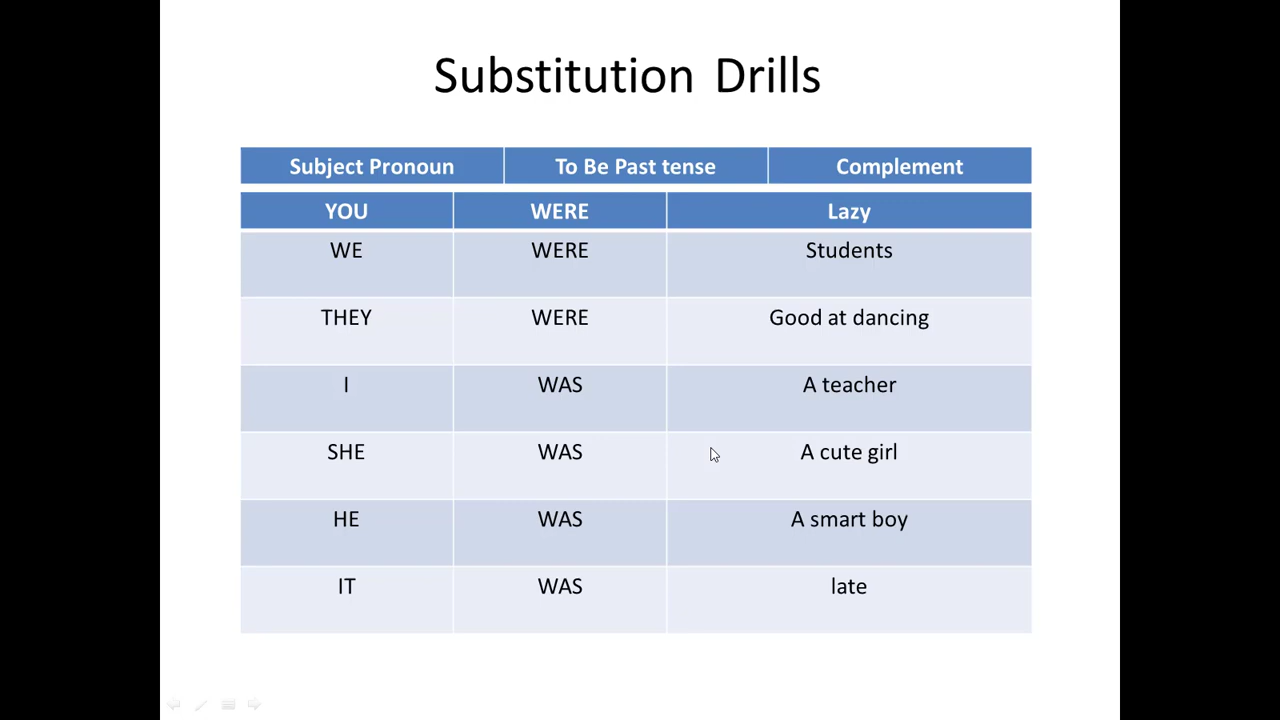 Substitution Drills
Subject Pronoun To Be Past tense Complement
YOU WERE Lazy
WE WERE Students
THEY WERE Good at dancing
I WAS A teacher
SHE WAS A cute girl
HE WAS A smart boy
IT WAS late